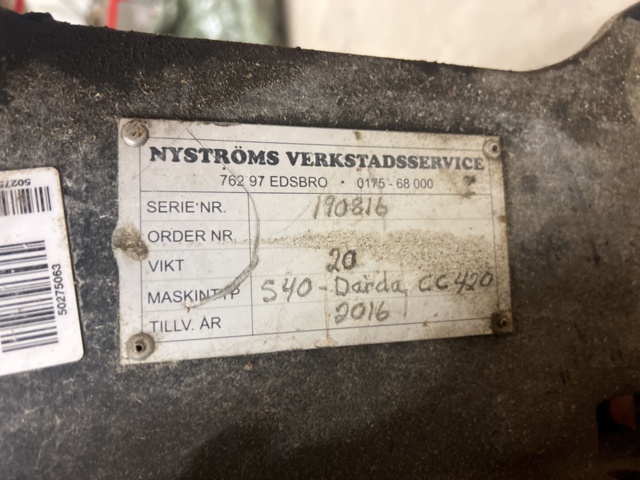 NYSTRÖMS VERKSTADSSERVICE
762 97 EDSBRO · 0175 - 68 000
SERIE'NR. 190816
ORDER NR.
VIKT 20
MASKINTYP S40 - Darda, CC420
TILLV. ÅR 2016
50275063